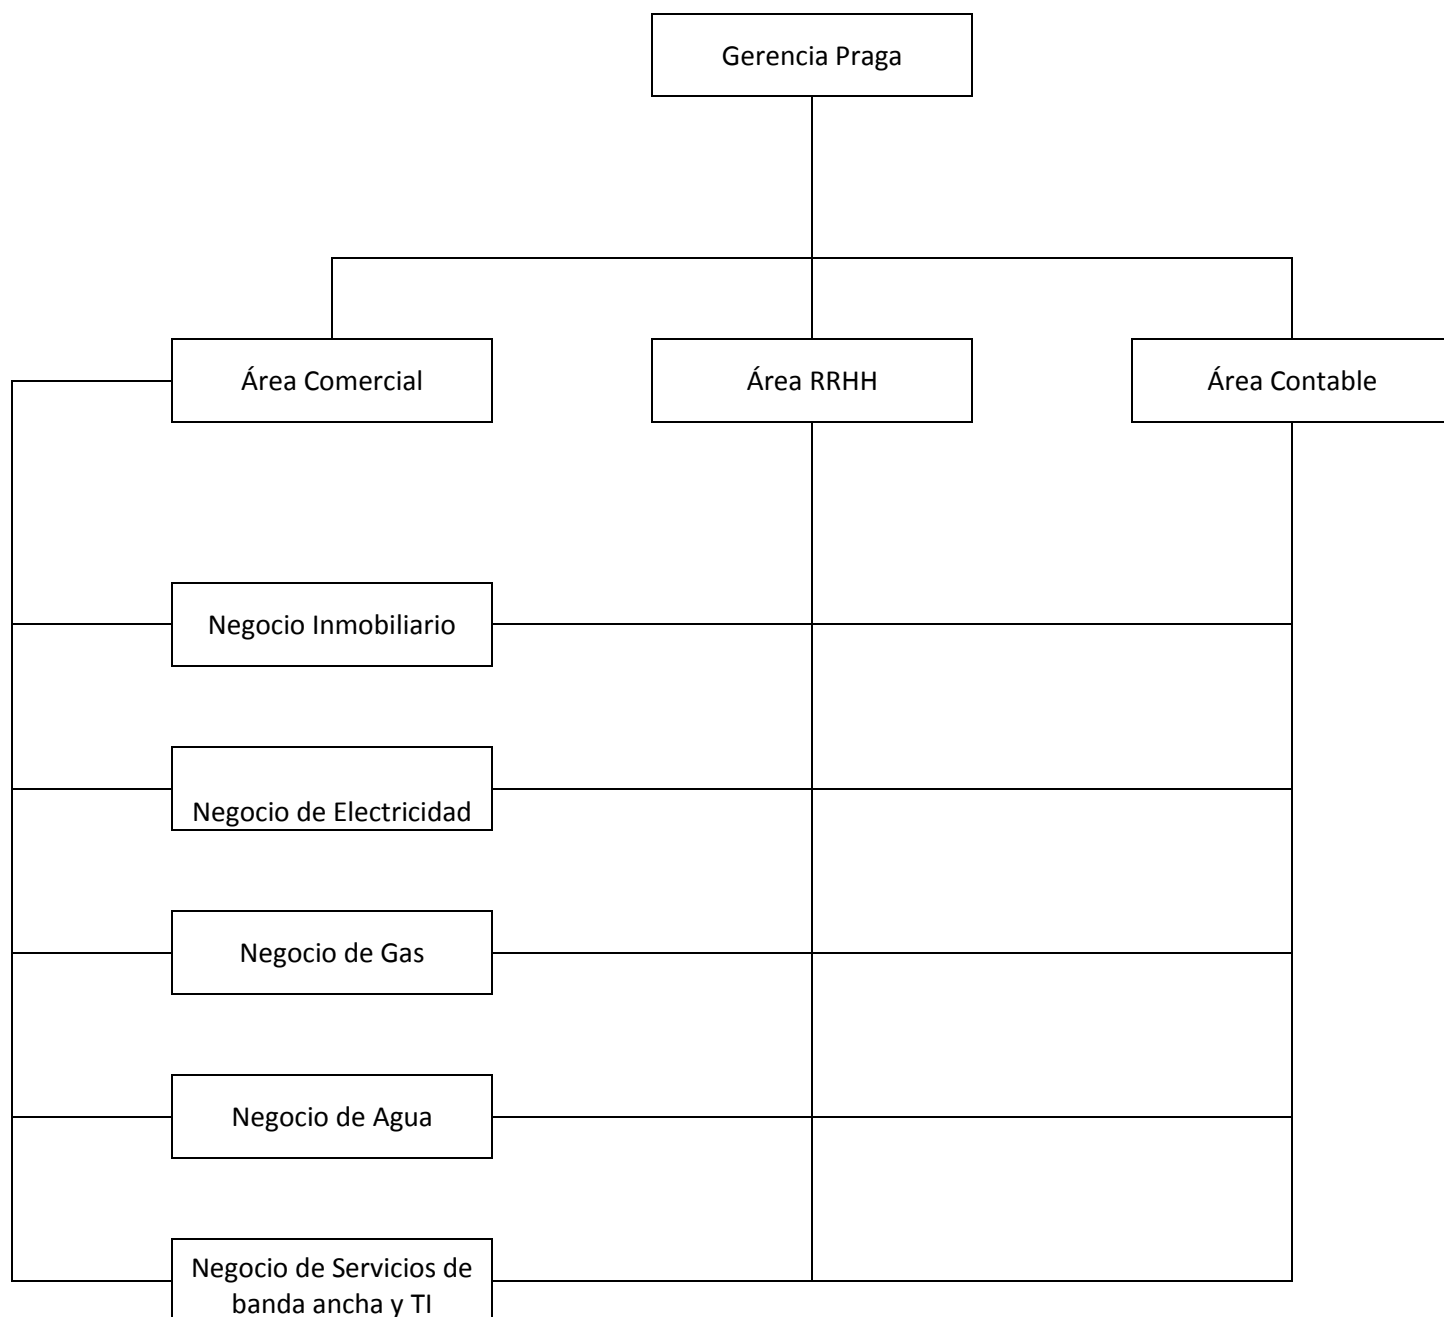 Gerencia Praga
Área Comercial
Área RRHH
Área Contable
Negocio Inmobiliario
Negocio de Electricidad
Negocio de Gas
Negocio de Agua
Negocio de Servicios de
banda ancha y TI